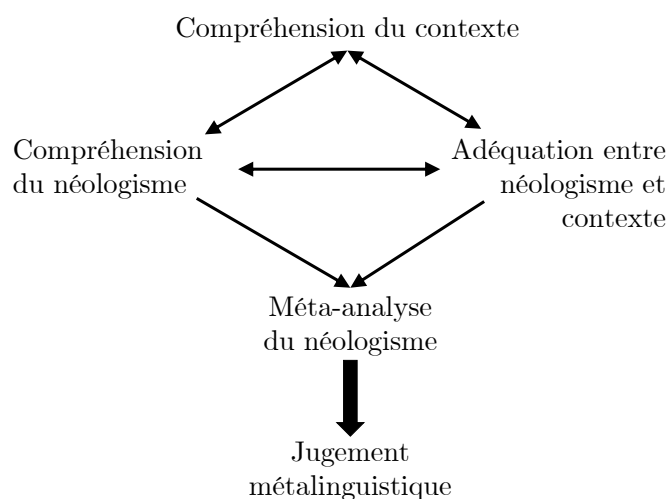 Compréhension du contexte
Compréhension
du néologisme
Adéquation entre
néologisme et
contexte
Méta-analyse
du néologisme
Jugement
métalinguistique